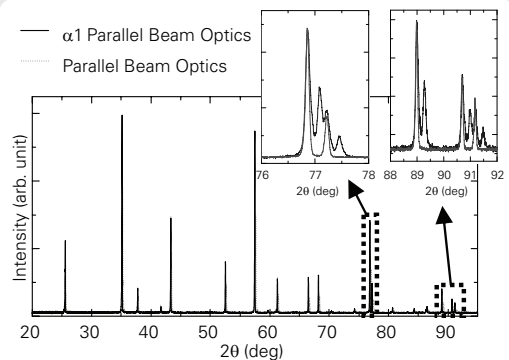 α1 Parallel Beam Optics
Parallel Beam Optics
76 77 78
2θ (deg)
88 89 90 91 92
2θ (deg)
Intensity (arb. unit)
20 30 40 50 60 70 80 90
2θ (deg)